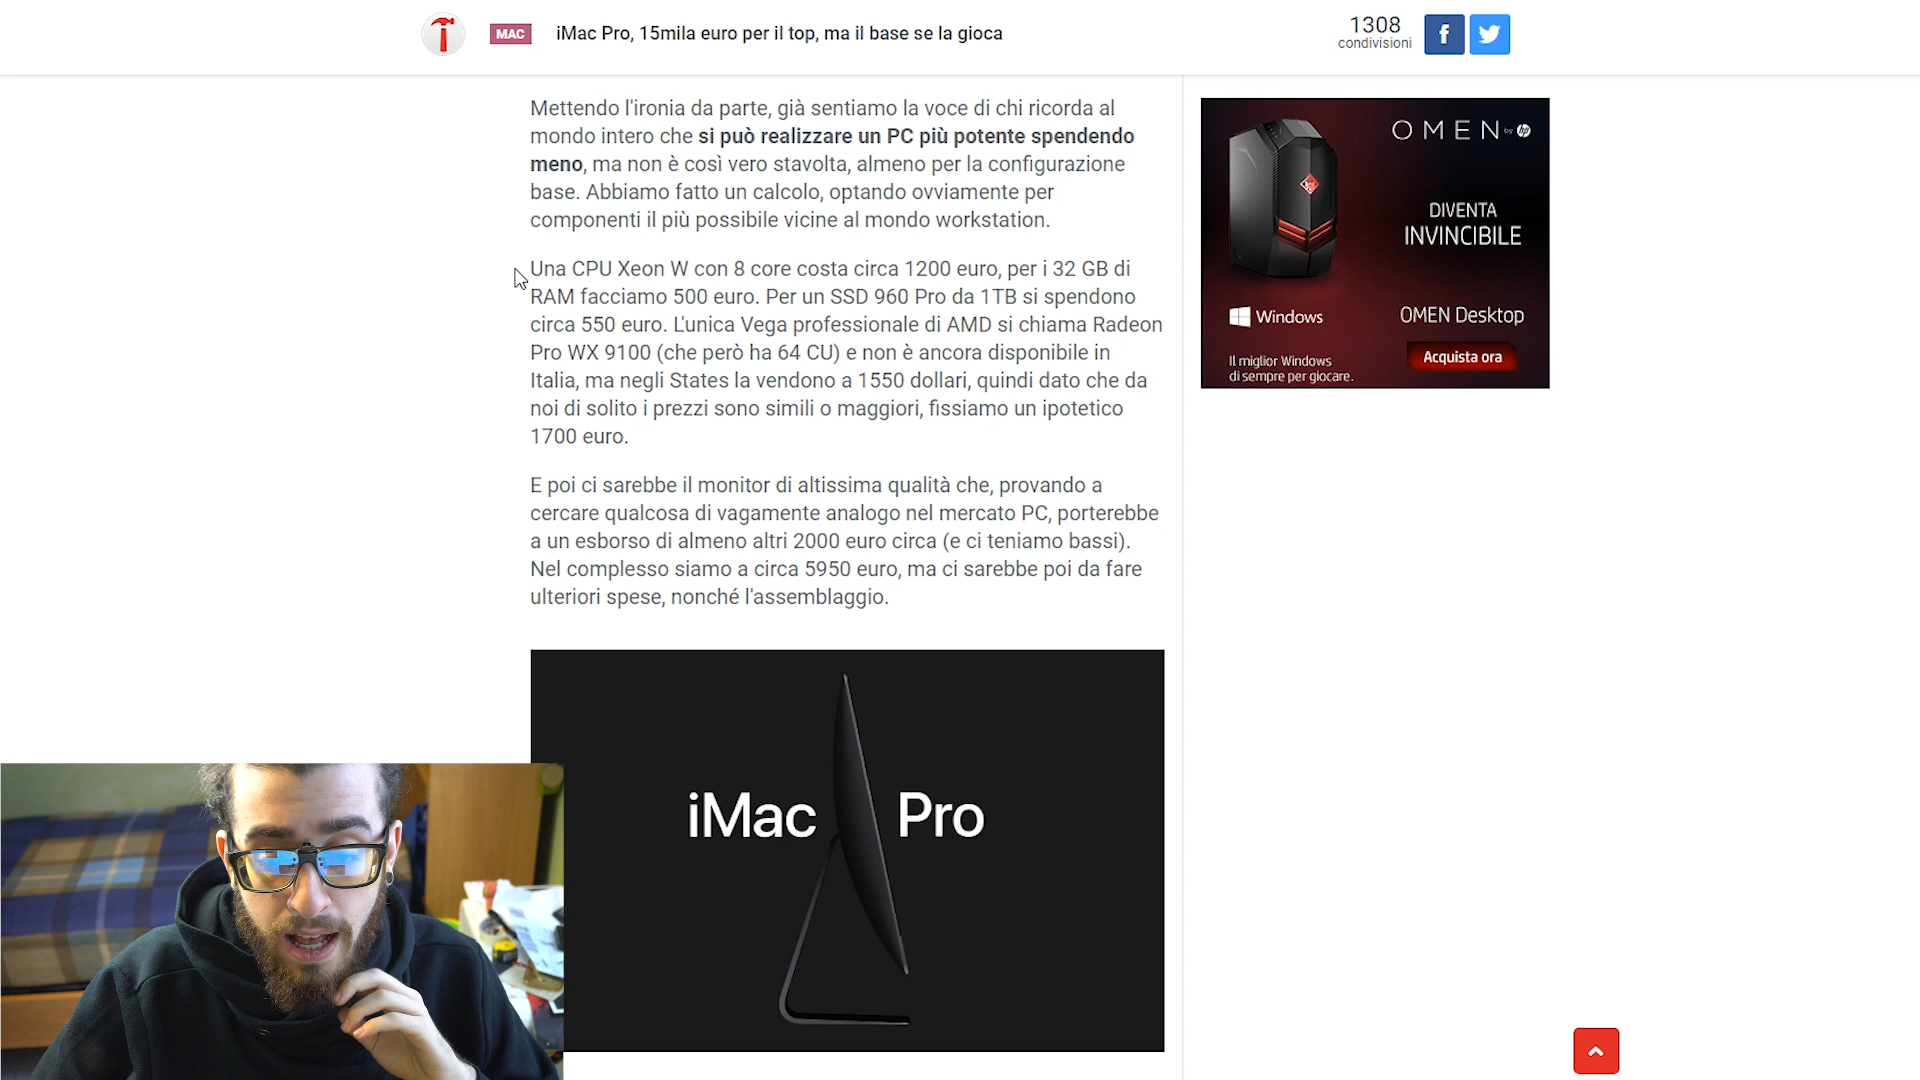 MAC
iMac Pro, 15mila euro per il top, ma il base se la gioca
1308
condivisioni
f
Mettendo l'ironia da parte, già sentiamo la voce di chi ricorda al
mondo intero che si può realizzare un PC più potente spendendo
meno, ma non è così vero stavolta, almeno per la configurazione
base. Abbiamo fatto un calcolo, optando ovviamente per
componenti il più possibile vicine al mondo workstation.
Una CPU Xeon W con 8 core costa circa 1200 euro, per i 32 GB di
RAM facciamo 500 euro. Per un SSD 960 Pro da 1TB si spendono
circa 550 euro. L'unica Vega professionale di AMD si chiama Radeon
Pro WX 9100 (che però ha 64 CU) e non è ancora disponibile in
Italia, ma negli States la vendono a 1550 dollari, quindi dato che da
noi di solito i prezzi sono simili o maggiori, fissiamo un ipotetico
1700 euro.
E poi ci sarebbe il monitor di altissima qualità che, provando a
cercare qualcosa di vagamente analogo nel mercato PC, porterebbe
a un esborso di almeno altri 2000 euro circa (e ci teniamo bassi).
Nel complesso siamo a circa 5950 euro, ma ci sarebbe poi da fare
ulteriori spese, nonché l'assemblaggio.
iMac Pro
OMEN by hp
DIVENTA
INVINCIBILE
Windows
OMEN Desktop
Il miglior Windows
di sempre per giocare.
Acquista ora